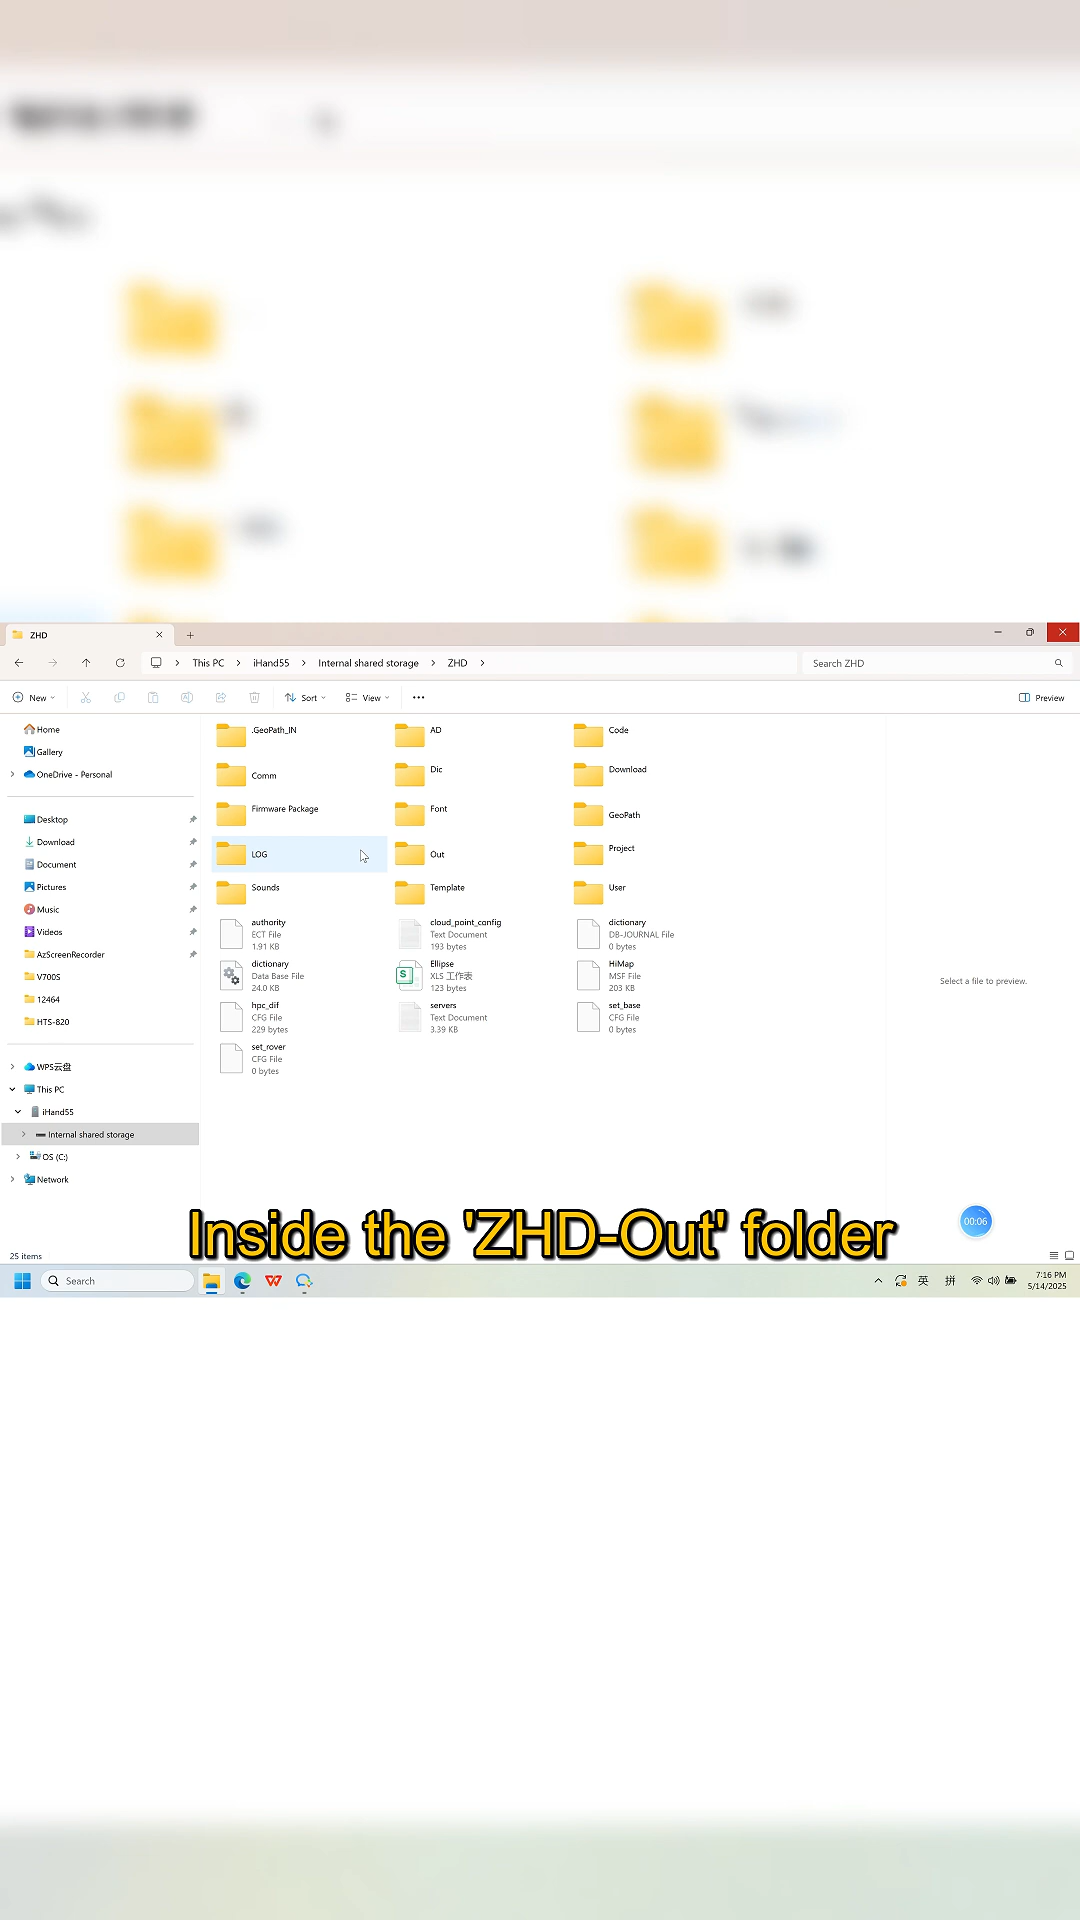 ZHD
This PC > iHand55 > Internal shared storage > ZHD >
Search ZHD
New
Sort
View
Preview
Home
Gallery
OneDrive - Personal
Desktop
Download
Document
Pictures
Music
Videos
AzScreenRecorder
V700S
12464
HTS-820
WPS云盘
This PC
iHand55
Internal shared storage
OS (C:)
Network
.GeoPath_IN
AD
Code
Comm
Dic
Download
Firmware Package
Font
GeoPath
LOG
Out
Project
Sounds
Template
User
authority
ECT File
1.91 KB
cloud_point_config
Text Document
193 bytes
dictionary
DB-JOURNAL File
0 bytes
dictionary
Data Base File
24.0 KB
Ellipse
XLS 工作表
123 bytes
HiMap
MSF File
203 KB
hpc_dif
CFG File
229 bytes
servers
Text Document
3.39 KB
set_base
CFG File
0 bytes
set_rover
CFG File
0 bytes
Select a file to preview.
00:06
Inside the 'ZHD-Out' folder
25 items
Search
英
拼
7:16 PM
5/14/2025